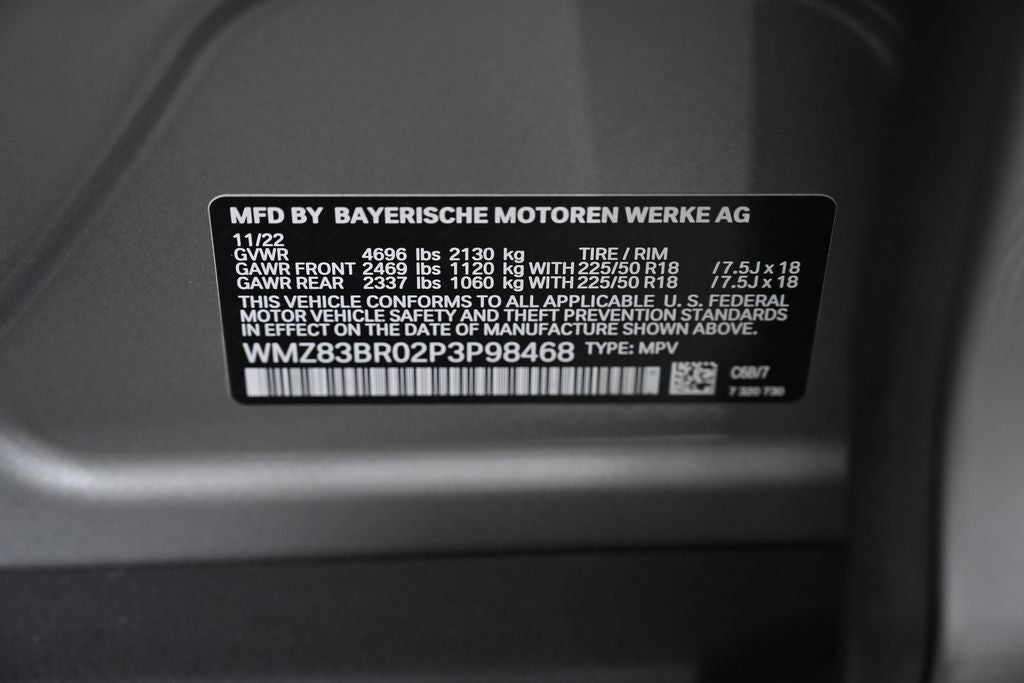 MFD BY BAYERISCHE MOTOREN WERKE AG
11/22
GVWR 4696 lbs 2130 kg TIRE / RIM
GAWR FRONT 2469 lbs 1120 kg WITH 225/50 R18 / 7.5J x 18
GAWR REAR 2337 lbs 1060 kg WITH 225/50 R18 / 7.5J x 18
THIS VEHICLE CONFORMS TO ALL APPLICABLE U. S. FEDERAL
MOTOR VEHICLE SAFETY AND THEFT PREVENTION STANDARDS
IN EFFECT ON THE DATE OF MANUFACTURE SHOWN ABOVE.
WMZ83BR02P3P98468 TYPE: MPV
C6B/7
7 320 730